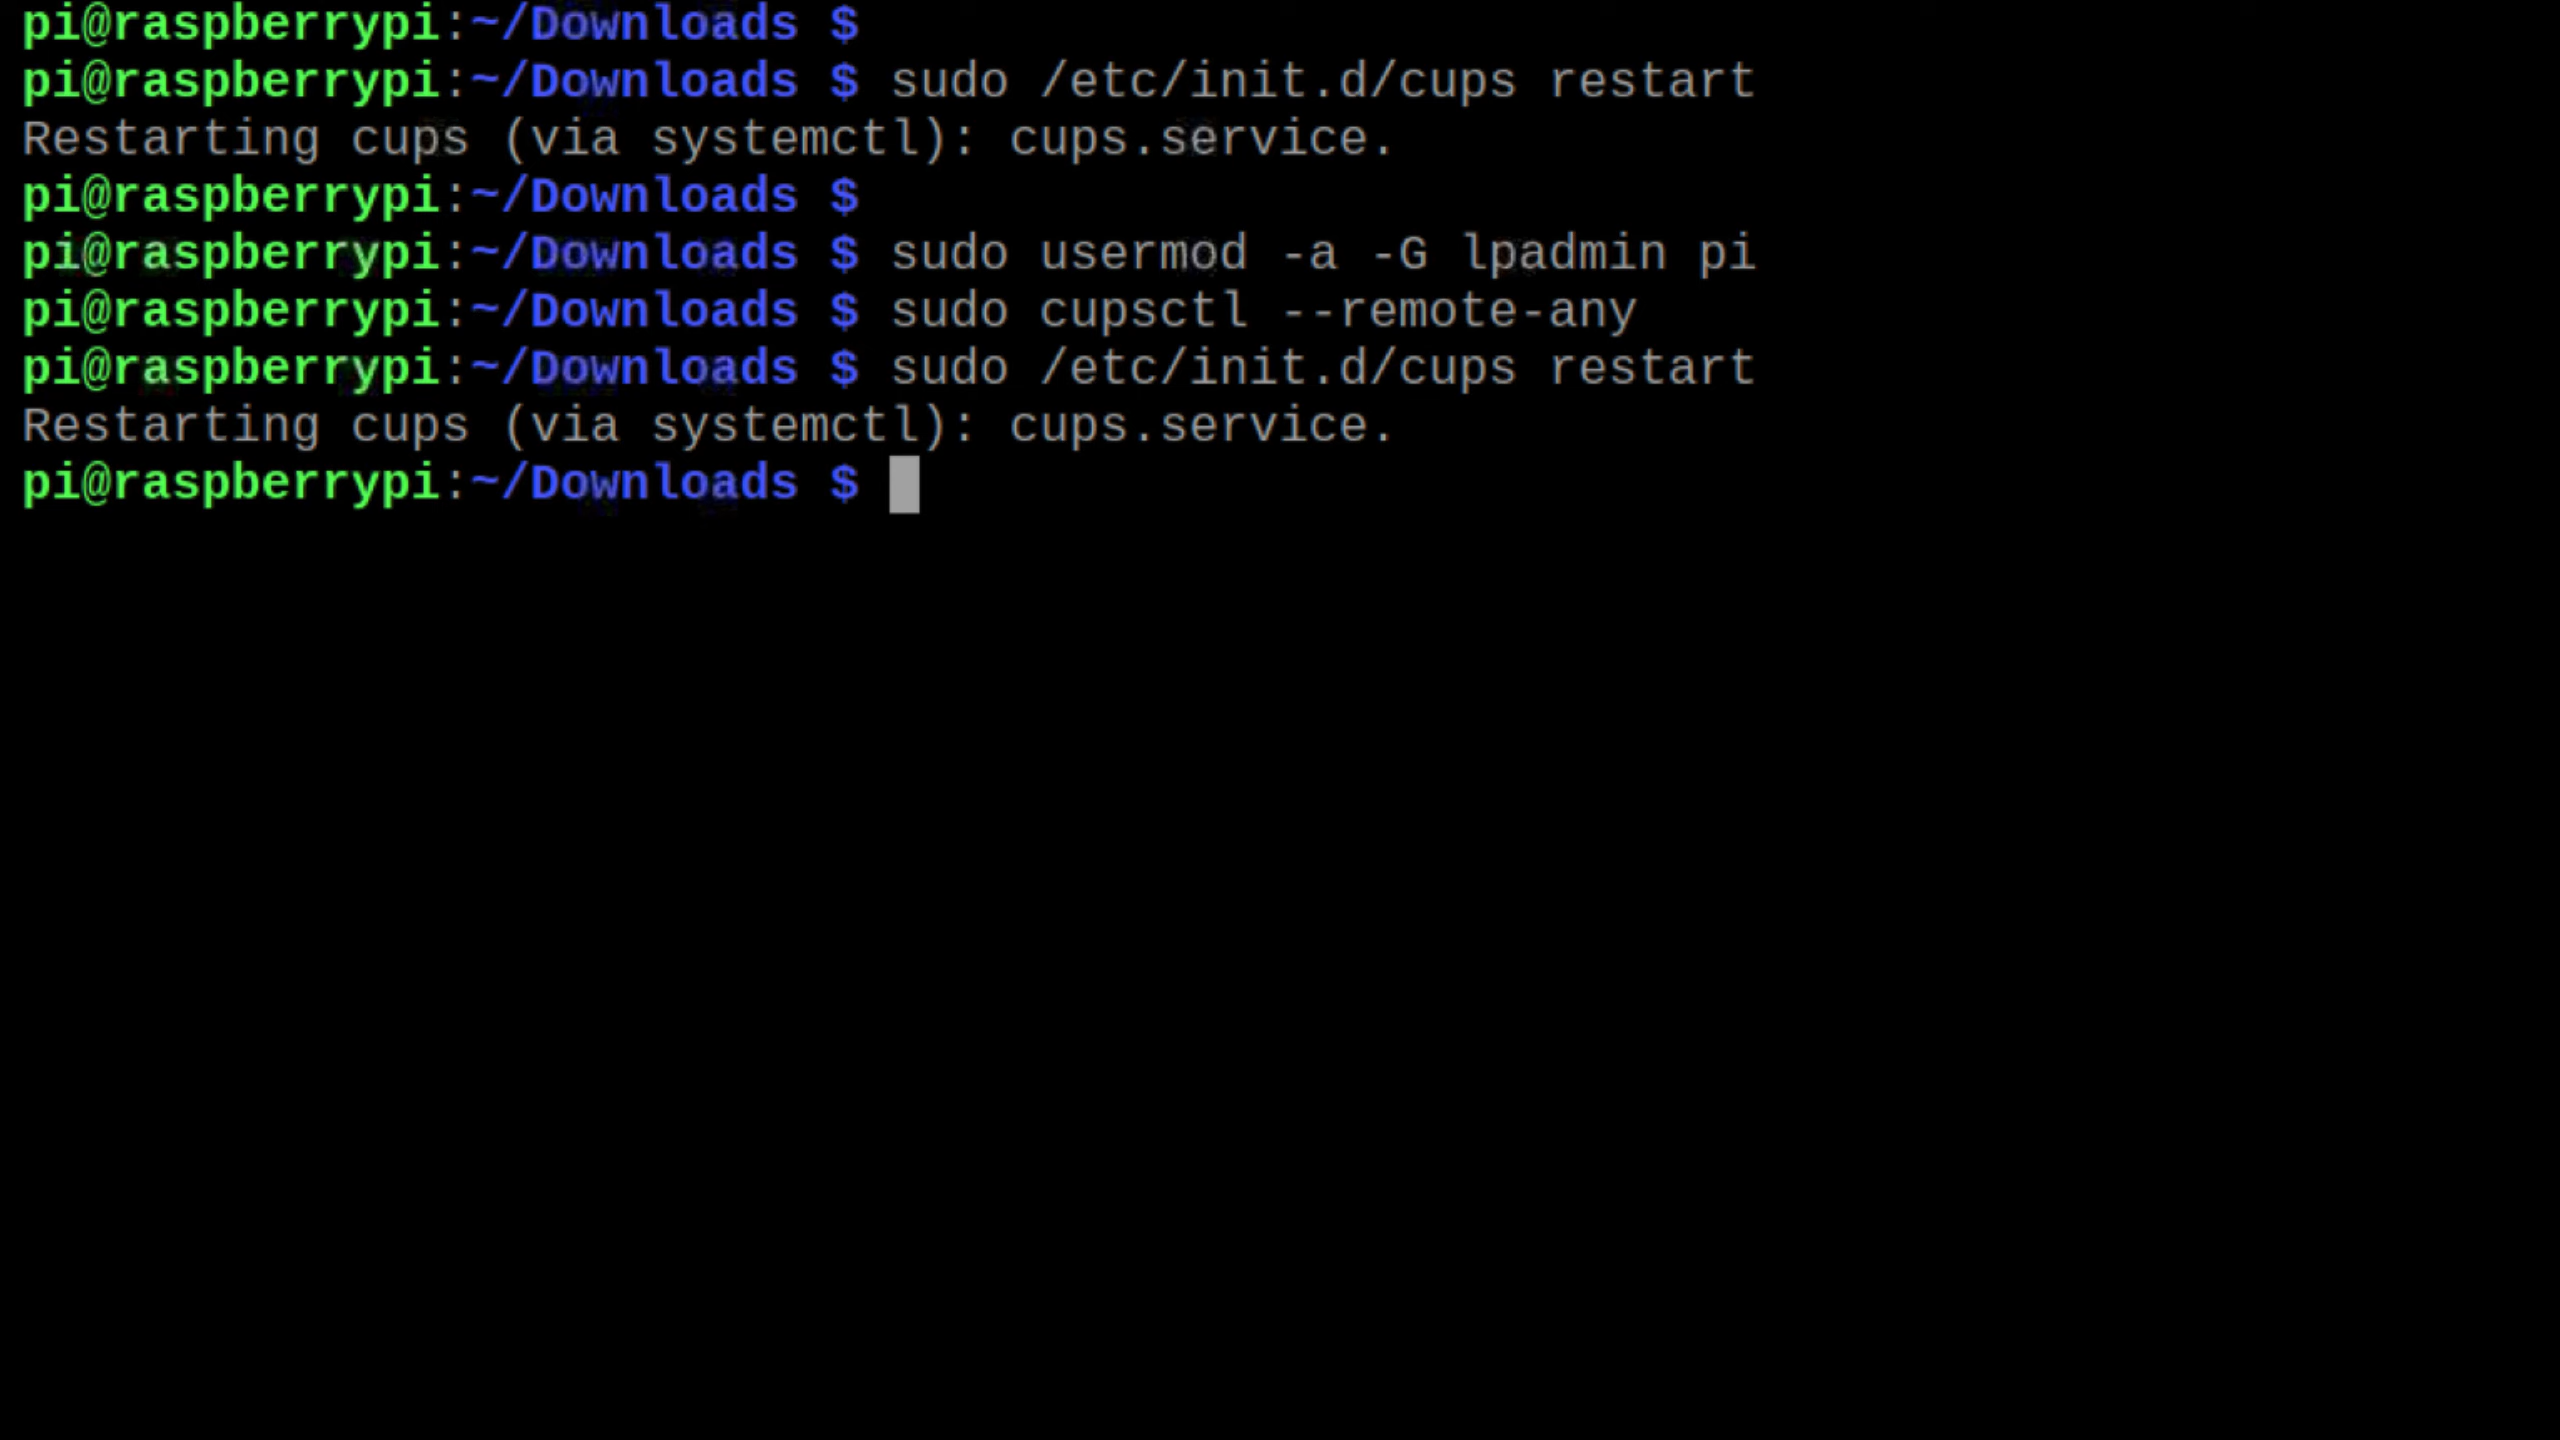 pi@raspberrypi:~/Downloads $
pi@raspberrypi:~/Downloads $ sudo /etc/init.d/cups restart
Restarting cups (via systemctl): cups.service.
pi@raspberrypi:~/Downloads $
pi@raspberrypi:~/Downloads $ sudo usermod -a -G lpadmin pi
pi@raspberrypi:~/Downloads $ sudo cupsctl --remote-any
pi@raspberrypi:~/Downloads $ sudo /etc/init.d/cups restart
Restarting cups (via systemctl): cups.service.
pi@raspberrypi:~/Downloads $